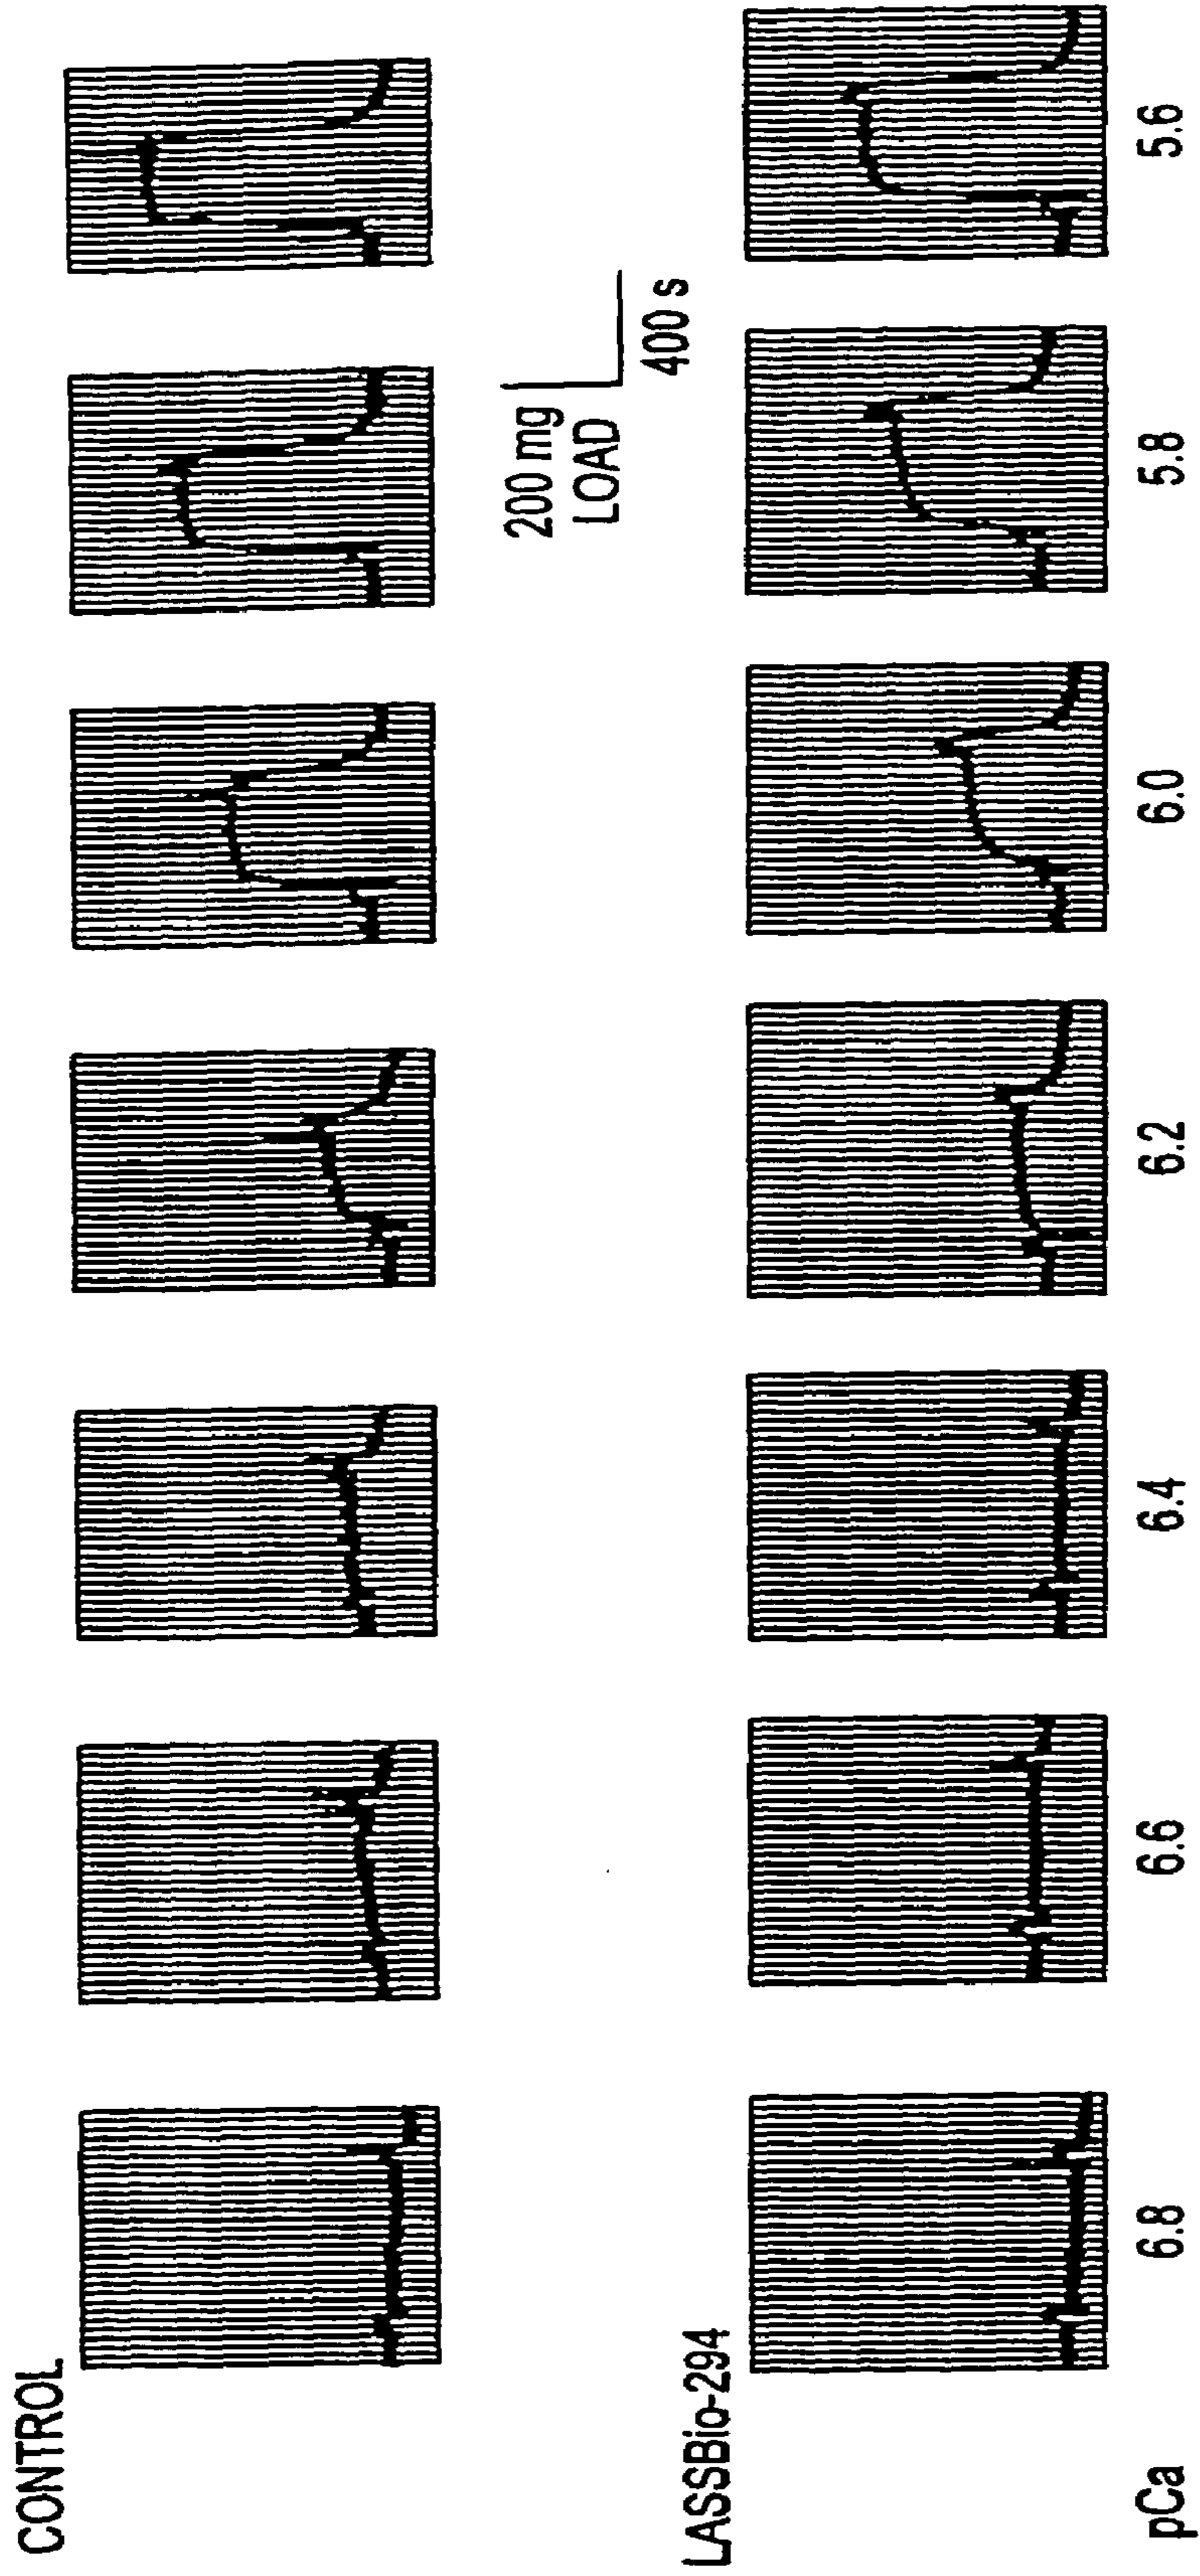 CONTROL
200 mg
LOAD
400 s
LASSBio-294
pCa 6.8 6.6 6.4 6.2 6.0 5.8 5.6